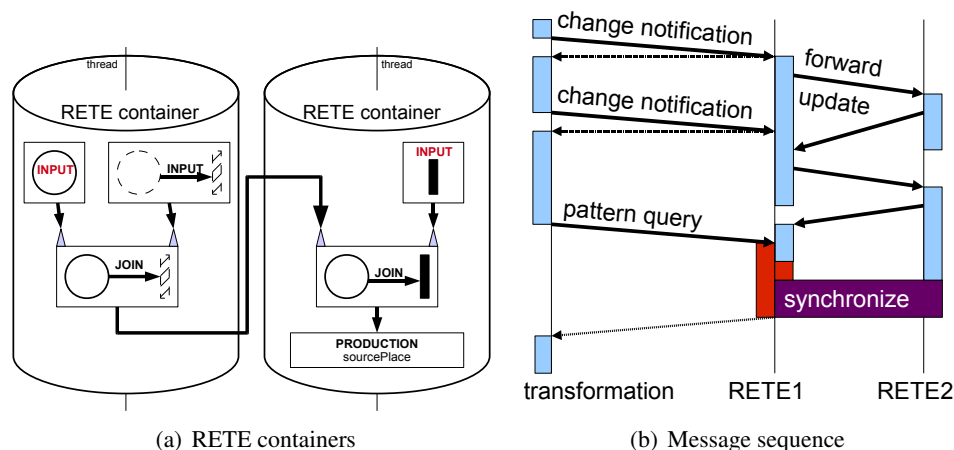 thread
RETE container
INPUT
INPUT
JOIN
thread
RETE container
INPUT
JOIN
PRODUCTION
sourcePlace
(a) RETE containers
change notification
forward
update
change notification
pattern query
synchronize
transformation
RETE1
RETE2
(b) Message sequence